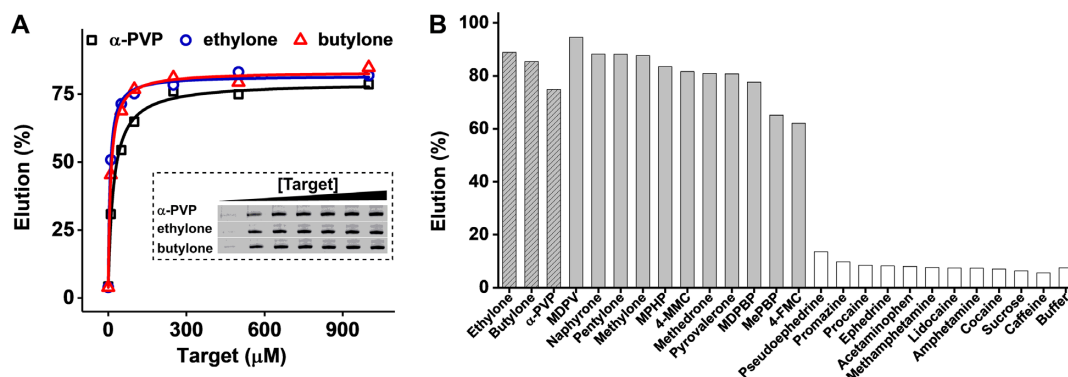 A
α-PVP ethylone butylone
75
50
25
0
Elution (%)
[Target]
α-PVP
ethylone
butylone
0 300 600 900
Target (μM)
B
100
80
60
40
20
0
Elution (%)
Ethylone
Butylone
α-PVP
MDPV
Naphyrone
Pentylone
Methylone
MPHP
4-MMC
Methedrone
Pyrovalerone
MDPBP
MePBP
4-FMC
Pseudoephedrine
Promazine
Procaine
Ephedrine
Acetaminophen
Methamphetamine
Lidocaine
Amphetamine
Cocaine
Sucrose
Caffeine
Buffer